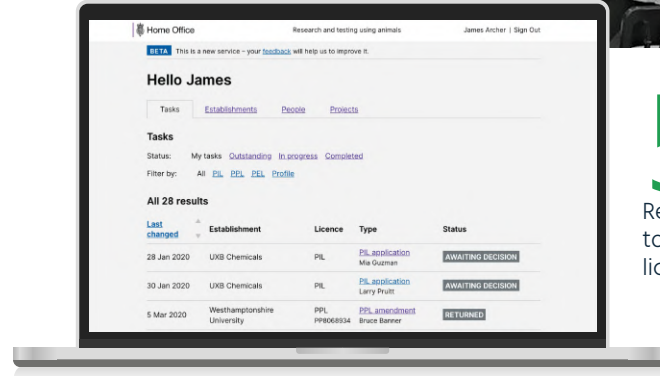 Home Office Research and testing using animals James Archer | Sign Out
BETA This is a new service – your feedback will help us to improve it.
Hello James
Tasks Establishments People Projects
Tasks
Status: My tasks Outstanding In progress Completed
Filter by: All PIL PPL PEL Profile
All 28 results
Last changed Establishment Licence Type Status
28 Jan 2020 UXB Chemicals PIL PIL application AWAITING DECISION
Mia Guzman
30 Jan 2020 UXB Chemicals PIL PIL application AWAITING DECISION
Larry Pruitt
5 Mar 2020 Westhamptonshire PPL PPL amendment RETURNED
University PP8068934 Bruce Banner